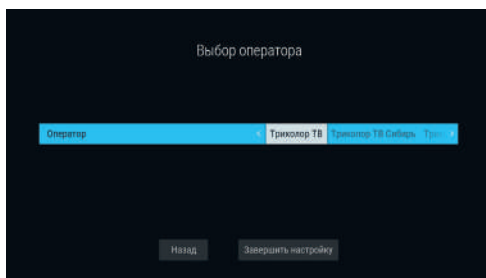 Выбор оператора
Оператор < Триколор ТВ Триколор ТВ Сибирь >
Назад Завершить настройку